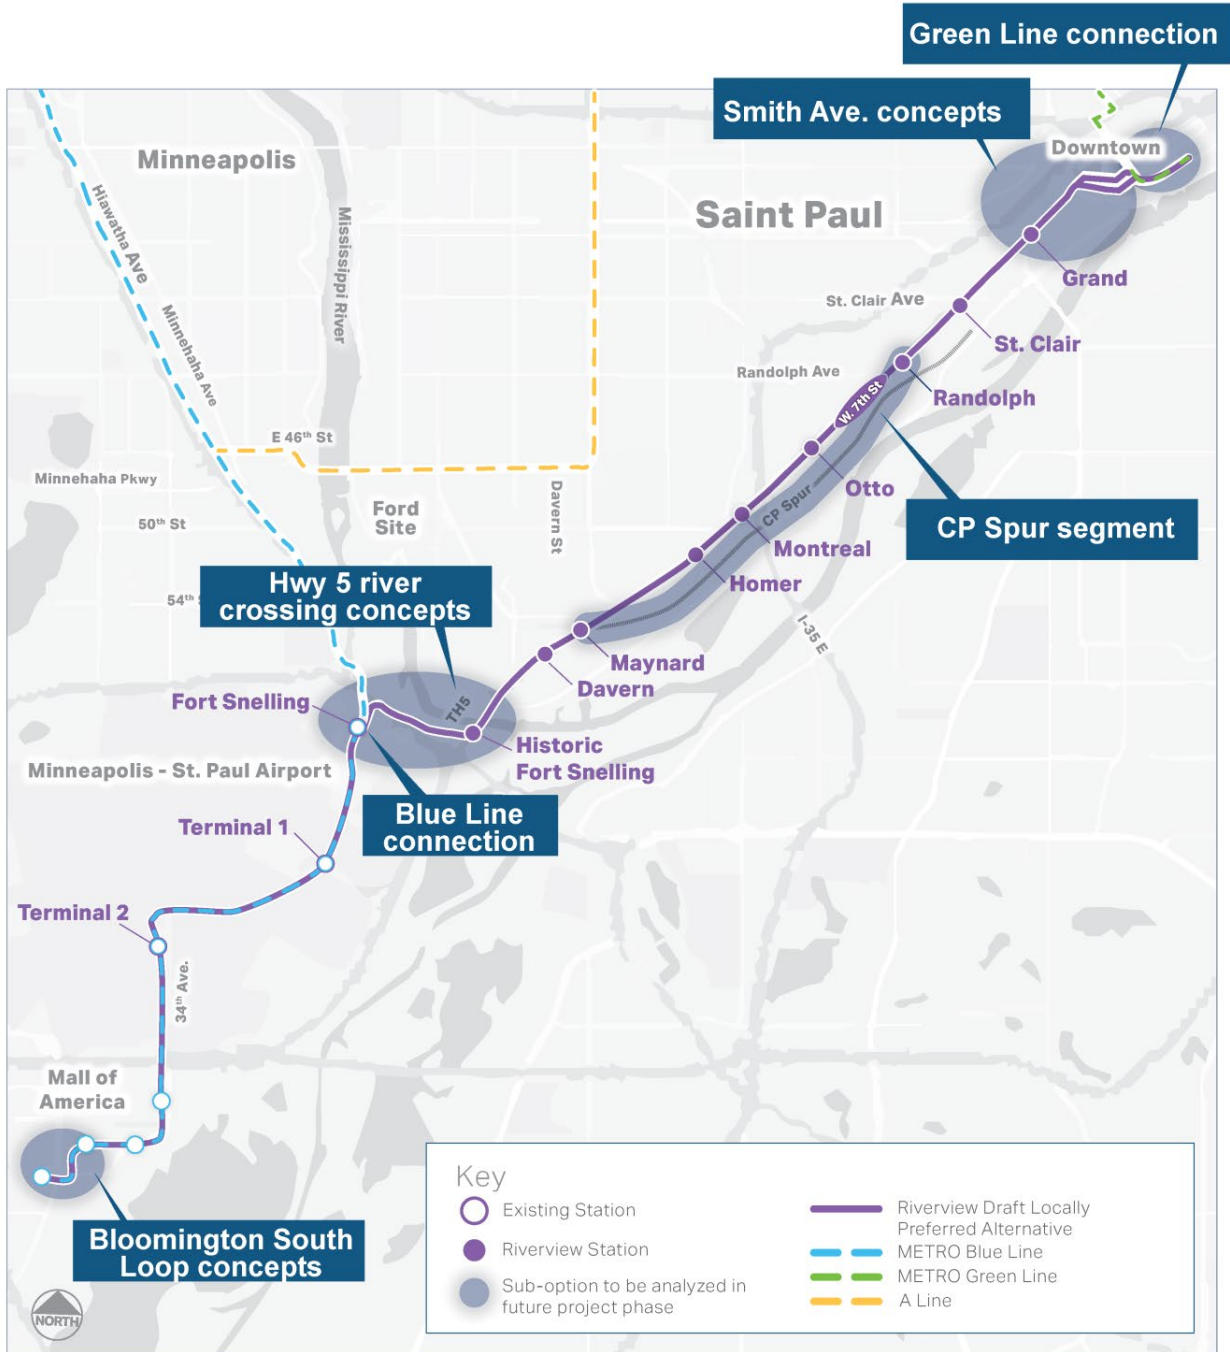 Green Line connection
Smith Ave. concepts
Downtown
Minneapolis
Saint Paul
Hiawatha Ave
Mississippi River
Minnehaha Ave
Grand
St. Clair Ave
St. Clair
Randolph Ave
Randolph
W. 7th St
E 46th St
Minnehaha Pkwy
50th St
Ford
Site
Davern St
Otto
CP Spur
CP Spur segment
Montreal
Homer
Hwy 5 river
crossing concepts
54th
I-35 E
Maynard
Davern
Fort Snelling
TH5
Historic
Fort Snelling
Minneapolis - St. Paul Airport
Blue Line
connection
Terminal 1
Terminal 2
34th Ave.
Mall of
America
Bloomington South
Loop concepts
NORTH
Key
Existing Station
Riverview Station
Sub-option to be analyzed in
future project phase
Riverview Draft Locally
Preferred Alternative
METRO Blue Line
METRO Green Line
A Line